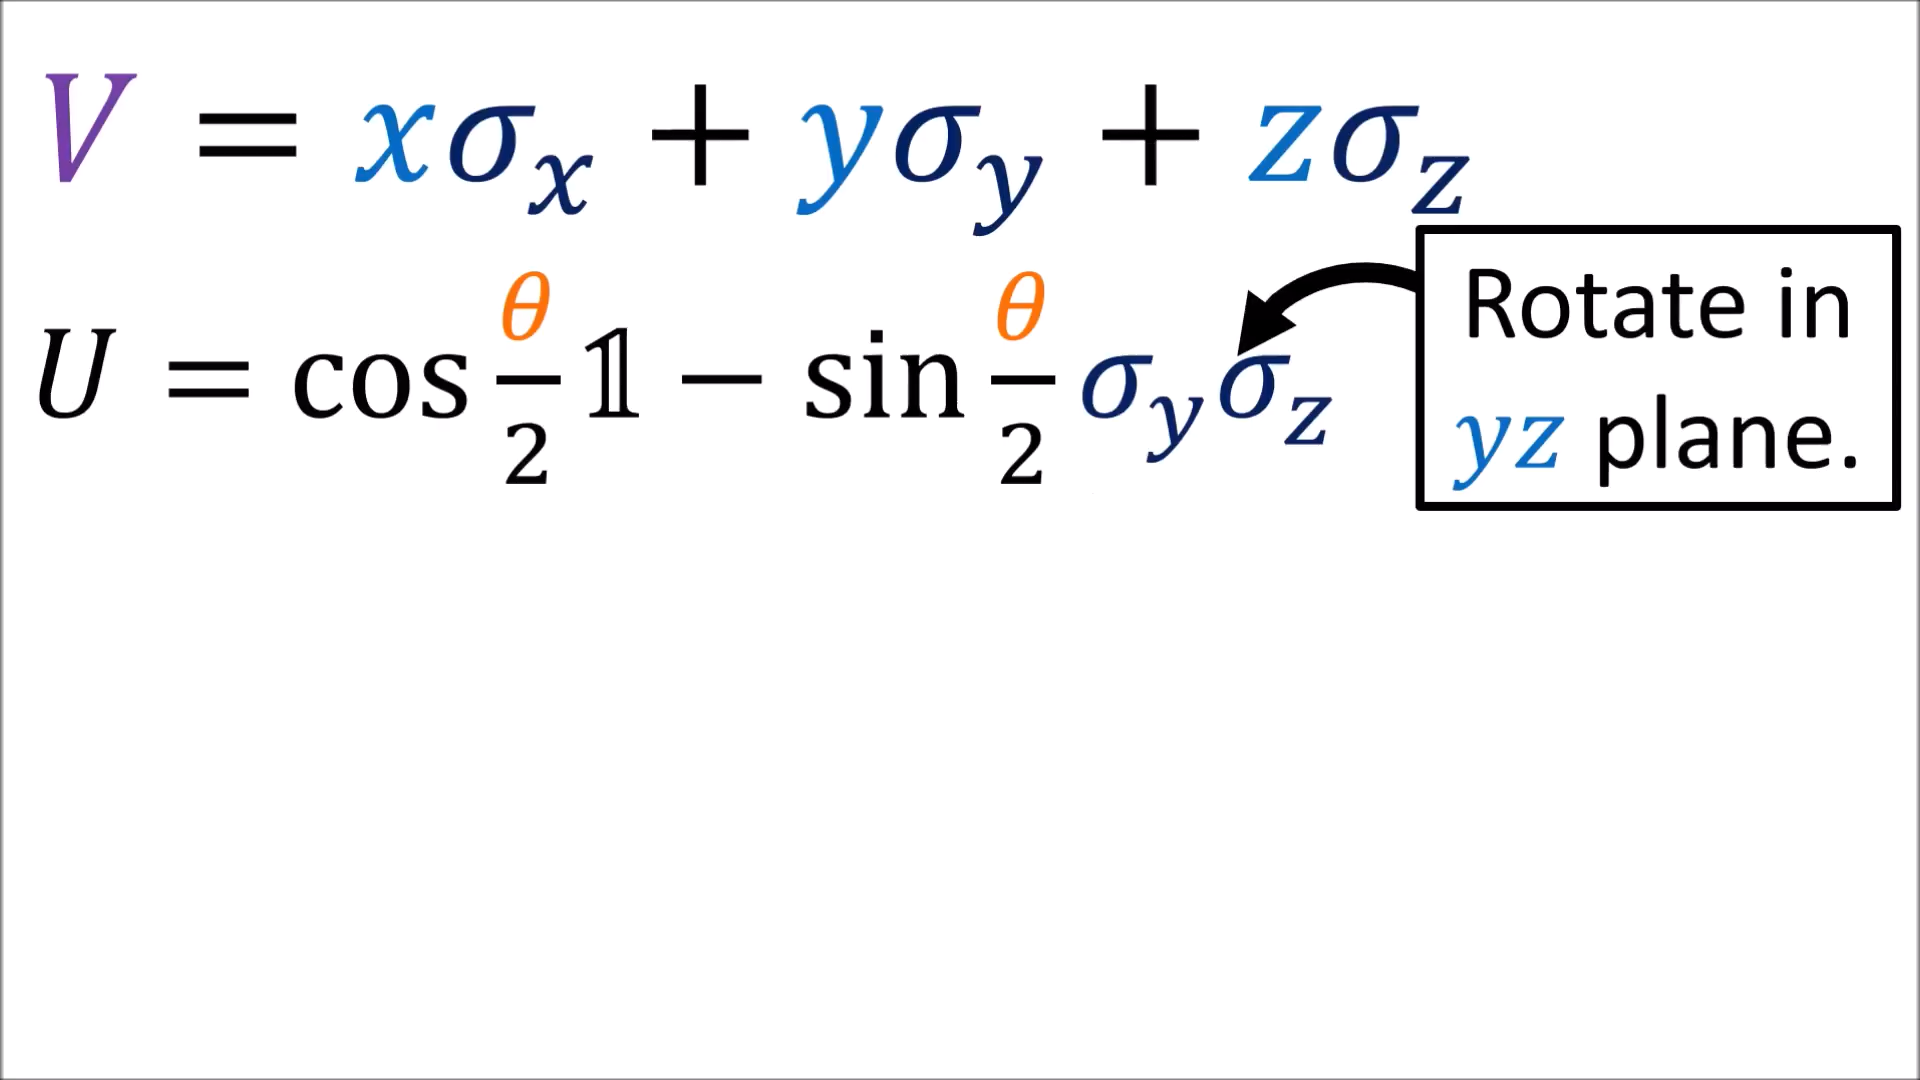 V = xσ_x + yσ_y + zσ_z
U = cos θ/2 𝟙 − sin θ/2 σ_yσ_z
Rotate in
yz plane.